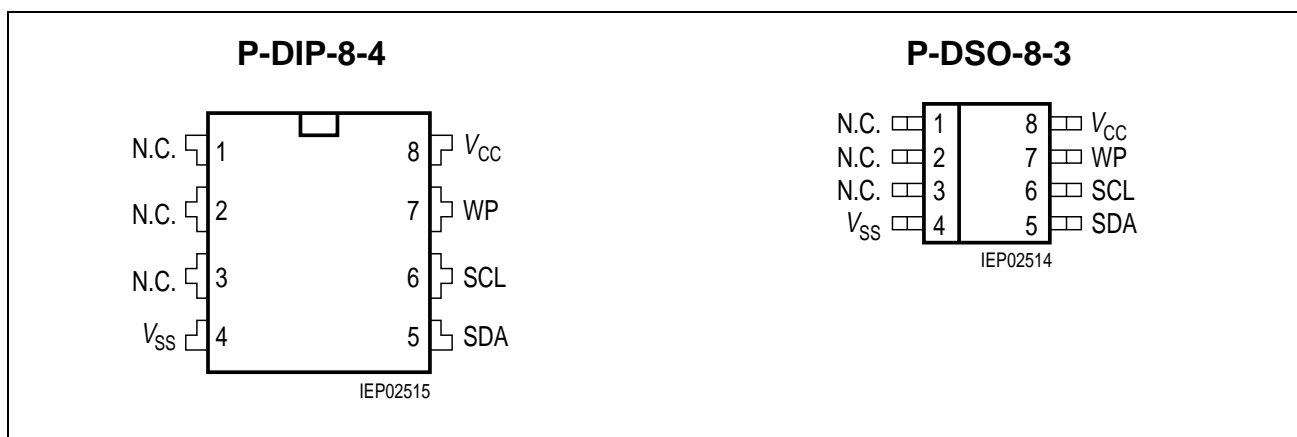 P-DIP-8-4
N.C. 1 8 VCC
N.C. 2 7 WP
N.C. 3 6 SCL
VSS 4 5 SDA
IEP02515
P-DSO-8-3
N.C. 1 8 VCC
N.C. 2 7 WP
N.C. 3 6 SCL
VSS 4 5 SDA
IEP02514